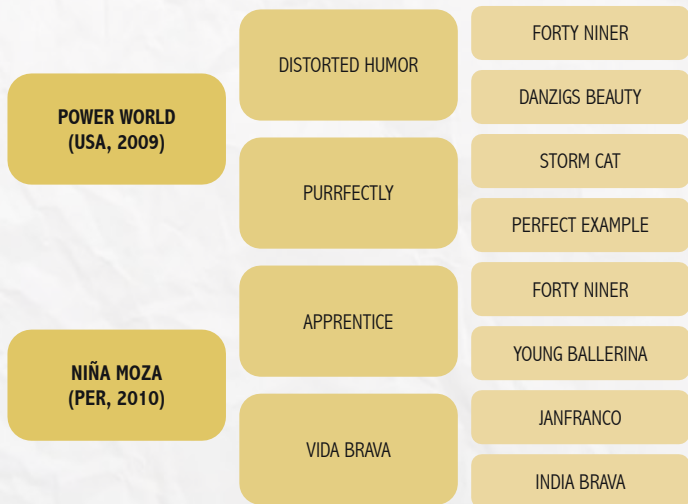 POWER WORLD
(USA, 2009)
DISTORTED HUMOR
FORTY NINER
DANZIGS BEAUTY
PURRFECTLY
STORM CAT
PERFECT EXAMPLE
NIÑA MOZA
(PER, 2010)
APPRENTICE
FORTY NINER
YOUNG BALLERINA
VIDA BRAVA
JANFRANCO
INDIA BRAVA